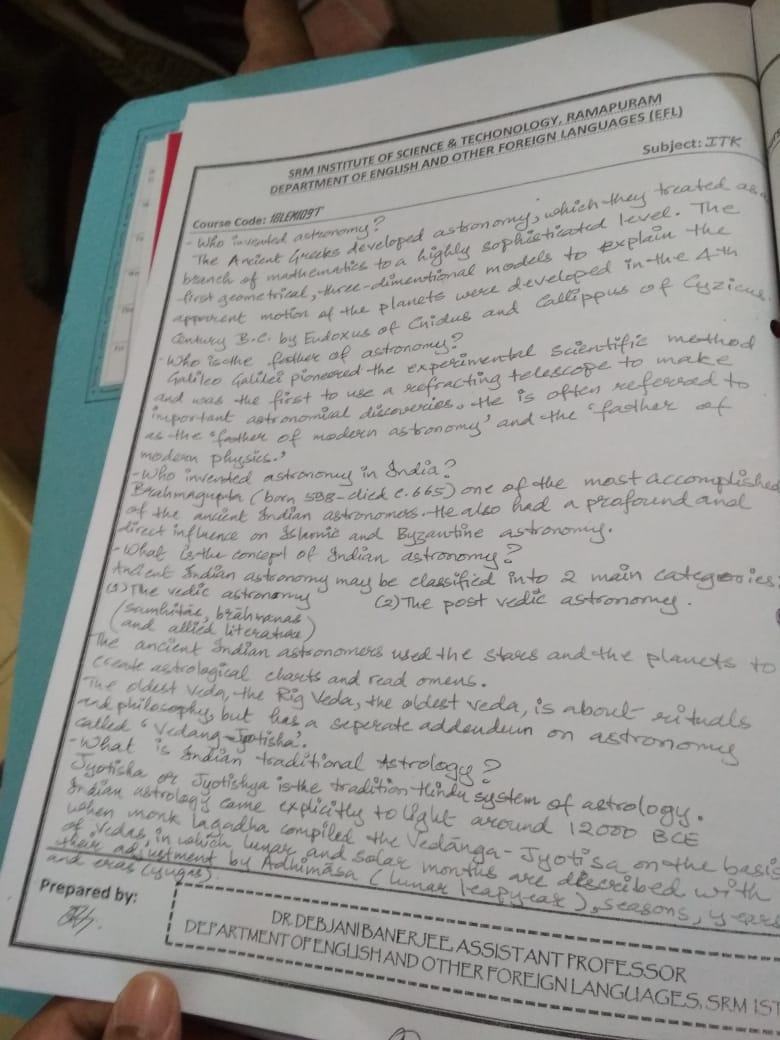 SRM INSTITUTE OF SCIENCE & TECHONOLOGY, RAMAPURAM
DEPARTMENT OF ENGLISH AND OTHER FOREIGN LANGUAGES (EFL)
Course Code: 18LEM109T
Subject: ITK
- Who invented astronomy?
The Ancient Greeks developed astronomy, which they treated as a
branch of mathematics to a highly sophisticated level. The
first geometrical, three-dimentional models to explain the
apparent motion of the planets were developed in the 4th
Century B.C. by Eudoxus of Cnidus and Callippus of Cyzicus.
- Who is the father of astronomy?
Galileo Galilei pioneered the experimental scientific method
and was the first to use a refracting telescope to make
important astronomial discoveries. He is often referred to
as the 'father of modern astronomy' and the 'father of
modern physics.'
- Who invented astronomy in India?
Brahmagupta (born 598-died c.665) one of the most accomplished
of the ancient Indian astronomers. He also had a profound and
direct influence on Islamic and Byzantine astronomy.
- What is the concept of Indian astronomy?
Ancient Indian astronomy may be classified into 2 main categories:
(1) The vedic astronomy (2) The post vedic astronomy.
(samhitās, brāhmanas
and allied literature)
The ancient Indian astronomers used the stars and the planets to
create astrological charts and read omens.
The oldest Veda, the Rig Veda, the oldest veda, is about rituals
and philosophy, but has a seperate addendum on astronomy
called 'Vedang-Jyotisha'.
- What is Indian traditional Astrology?
Jyotisha or Jyotishya is the tradition Hindu system of astrology.
Indian astrology came explicitly to light around 12000 BCE
when monk Lagadha compiled the Vedānga-Jyotisa on the basis
of Vedas, in which lunar and solar months are described with
their adjustment by Adhimāsa (lunar leapyear), seasons, years
and eras (yugas).
Prepared by:
DR. DEBJANI BANERJEE, ASSISTANT PROFESSOR
DEPARTMENT OF ENGLISH AND OTHER FOREIGN LANGUAGES, SRM IST